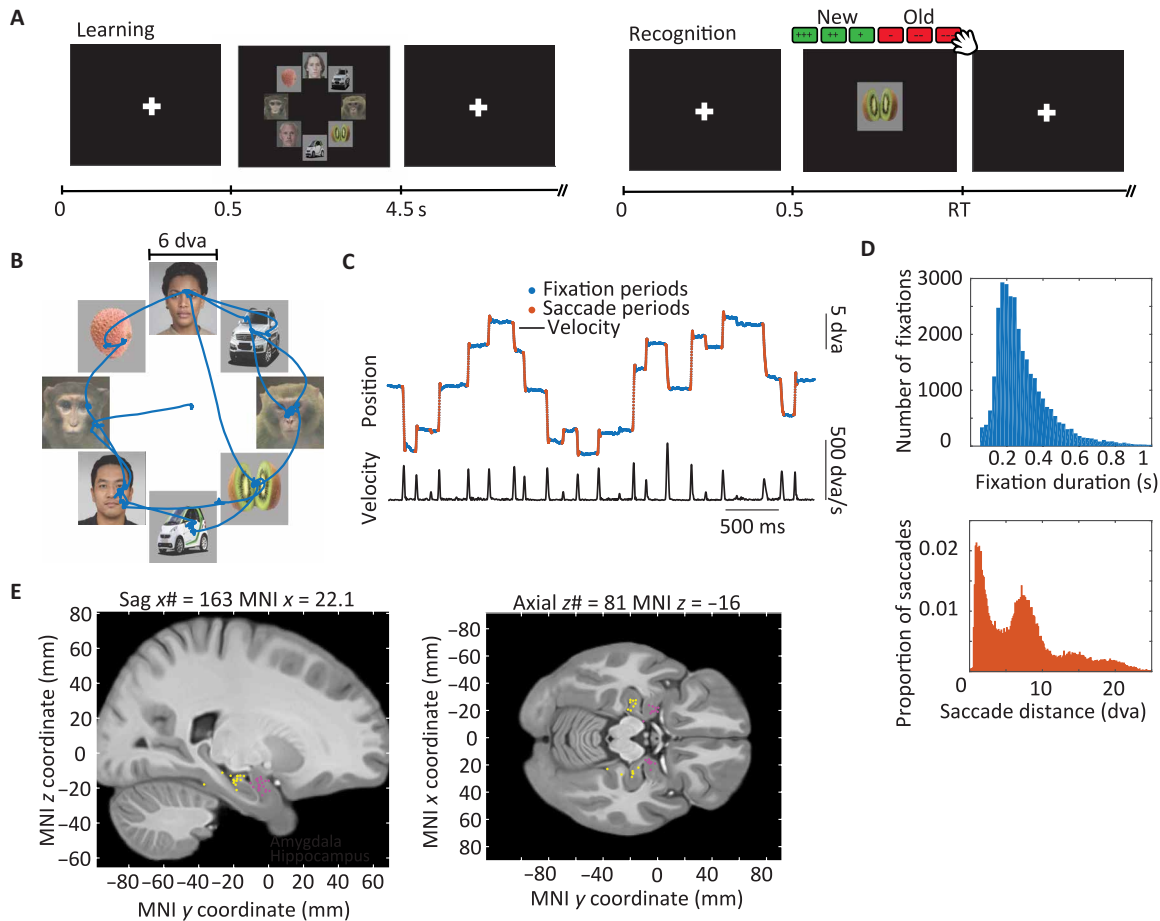 A
Learning
0
0.5
4.5 s
Recognition
New
Old
+++
++
+
-
--
0
0.5
RT
B
6 dva
C
Fixation periods
Saccade periods
Velocity
Position
5 dva
Velocity
500 dva/s
500 ms
D
Number of fixations
3000
2000
1000
0
0.2 0.4 0.6 0.8 1
Fixation duration (s)
Proportion of saccades
0.02
0.01
0 10 20
Saccade distance (dva)
E
Sag x# = 163 MNI x = 22.1
MNI z coordinate (mm)
80
60
40
20
0
−20
−40
−60
Amygdala
Hippocampus
−80 −60 −40 −20 0 20 40 60
MNI y coordinate (mm)
Axial z# = 81 MNI z = −16
MNI x coordinate (mm)
−80
−60
−40
−20
0
20
40
60
80
−80 −60 −40 −20 0 20 40 60 80
MNI y coordinate (mm)